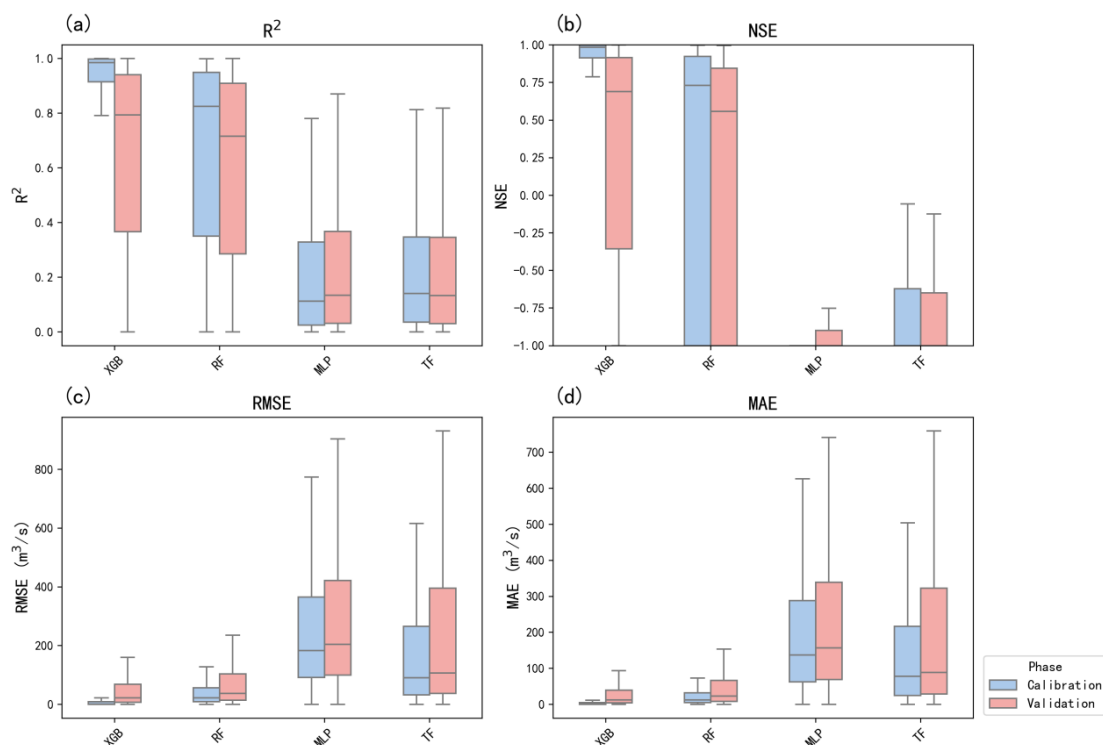 (a)
R²
R²
1.0
0.8
0.6
0.4
0.2
0.0
XGB
RF
MLP
TF
(b)
NSE
NSE
1.00
0.75
0.50
0.25
0.00
−0.25
−0.50
−0.75
−1.00
XGB
RF
MLP
TF
(c)
RMSE
RMSE (m³/s)
800
600
400
200
0
XGB
RF
MLP
TF
(d)
MAE
MAE (m³/s)
700
600
500
400
300
200
100
0
XGB
RF
MLP
TF
Phase
Calibration
Validation